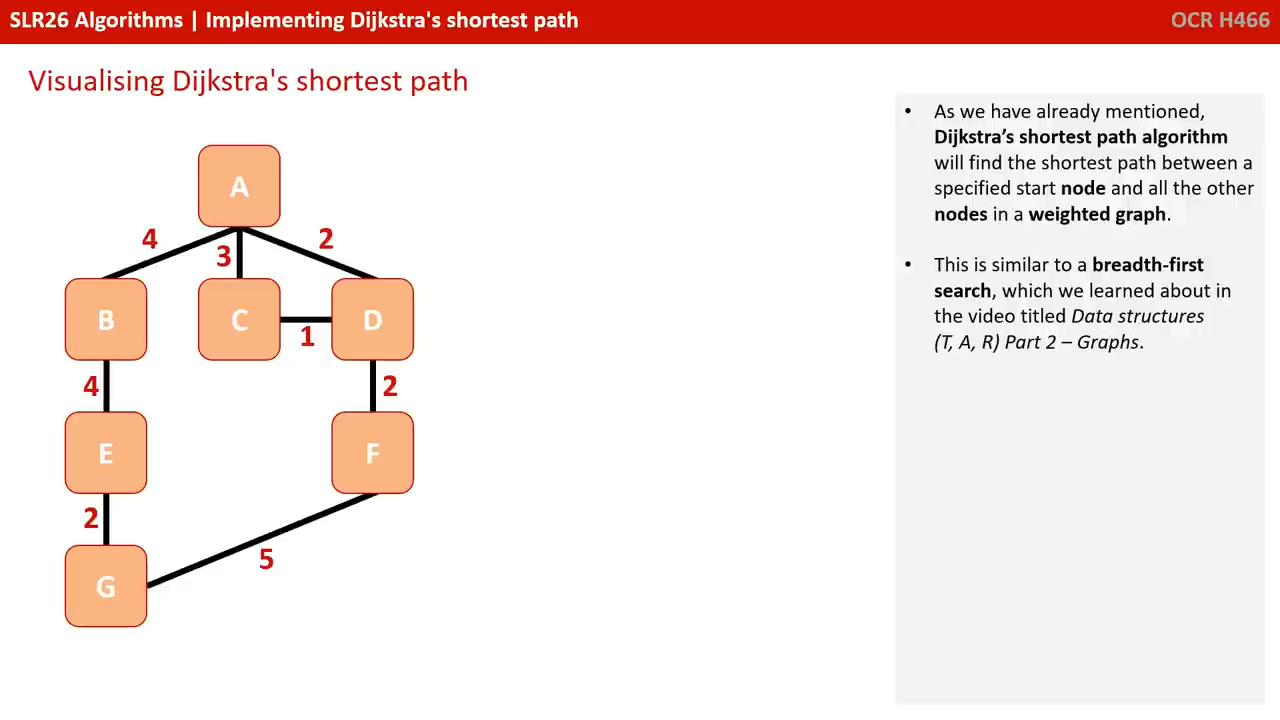 SLR26 Algorithms | Implementing Dijkstra's shortest path
OCR H466
Visualising Dijkstra's shortest path
A
4
3
2
B
C
D
1
4
2
E
F
2
5
G
• As we have already mentioned,
Dijkstra’s shortest path algorithm
will find the shortest path between a
specified start node and all the other
nodes in a weighted graph.
• This is similar to a breadth-first
search, which we learned about in
the video titled Data structures
(T, A, R) Part 2 – Graphs.